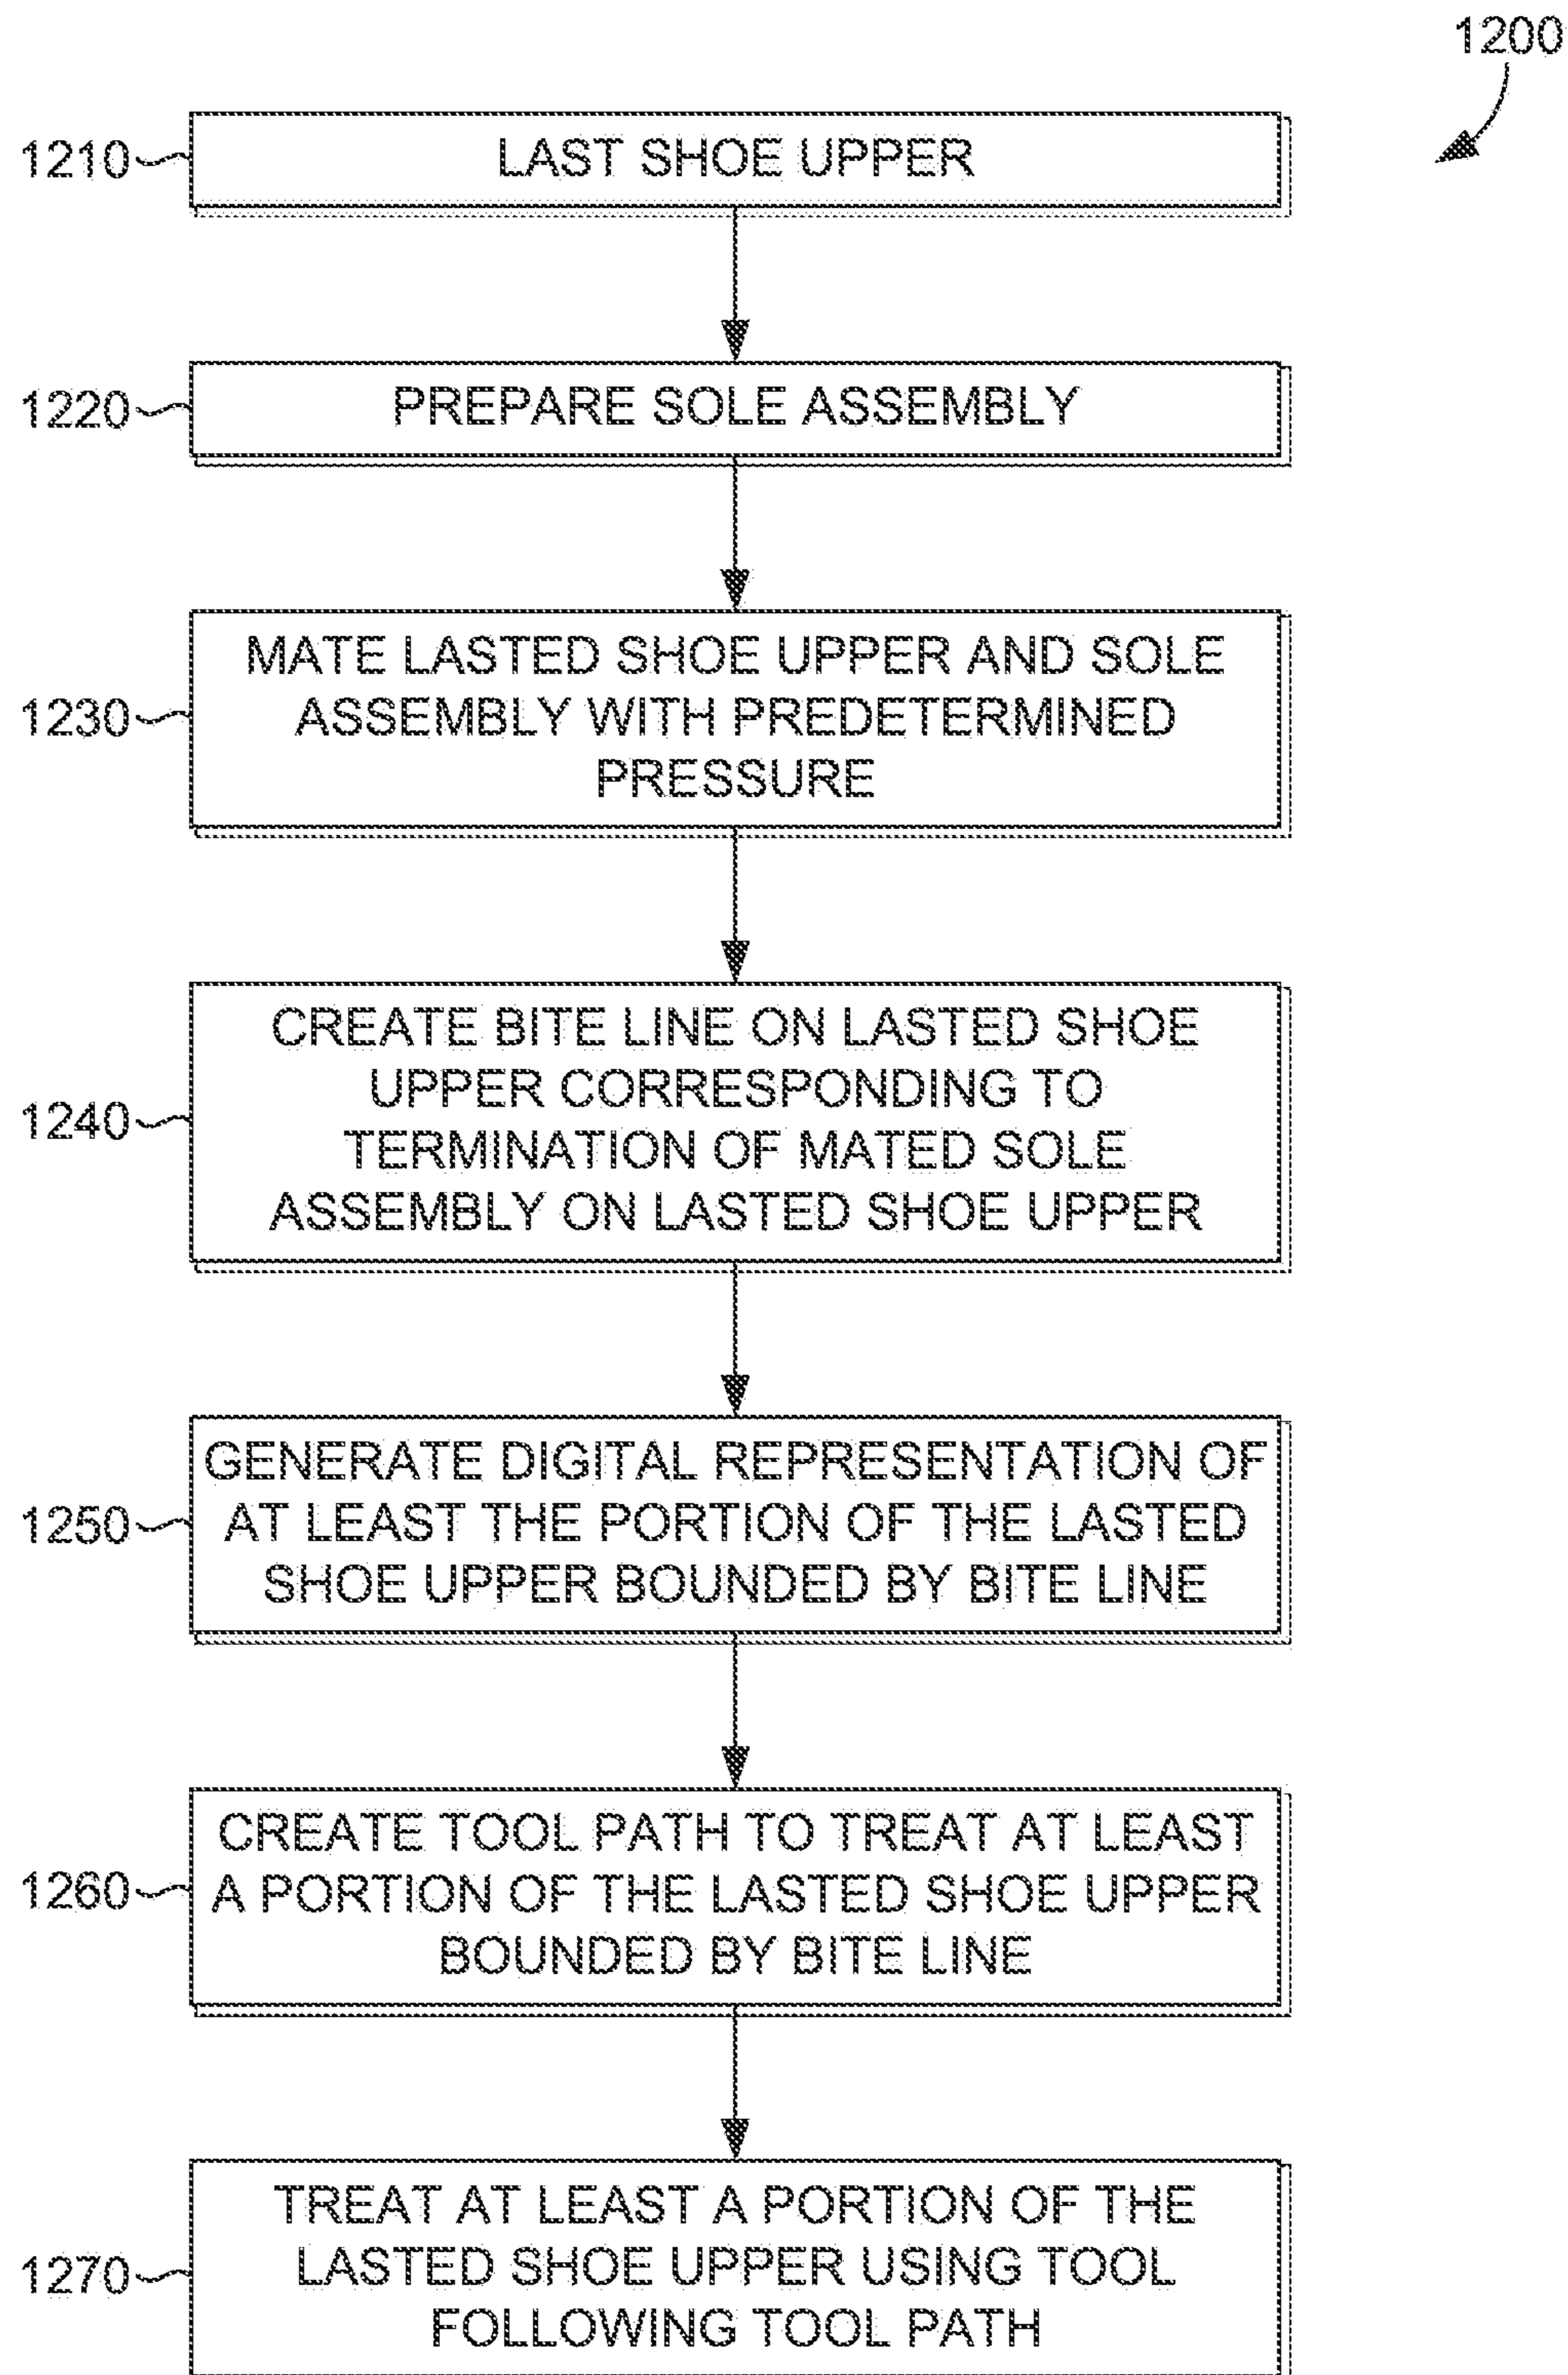 1200
1210
LAST SHOE UPPER
1220
PREPARE SOLE ASSEMBLY
1230
MATE LASTED SHOE UPPER AND SOLE
ASSEMBLY WITH PREDETERMINED
PRESSURE
1240
CREATE BITE LINE ON LASTED SHOE
UPPER CORRESPONDING TO
TERMINATION OF MATED SOLE
ASSEMBLY ON LASTED SHOE UPPER
1250
GENERATE DIGITAL REPRESENTATION OF
AT LEAST THE PORTION OF THE LASTED
SHOE UPPER BOUNDED BY BITE LINE
1260
CREATE TOOL PATH TO TREAT AT LEAST
A PORTION OF THE LASTED SHOE UPPER
BOUNDED BY BITE LINE
1270
TREAT AT LEAST A PORTION OF THE
LASTED SHOE UPPER USING TOOL
FOLLOWING TOOL PATH